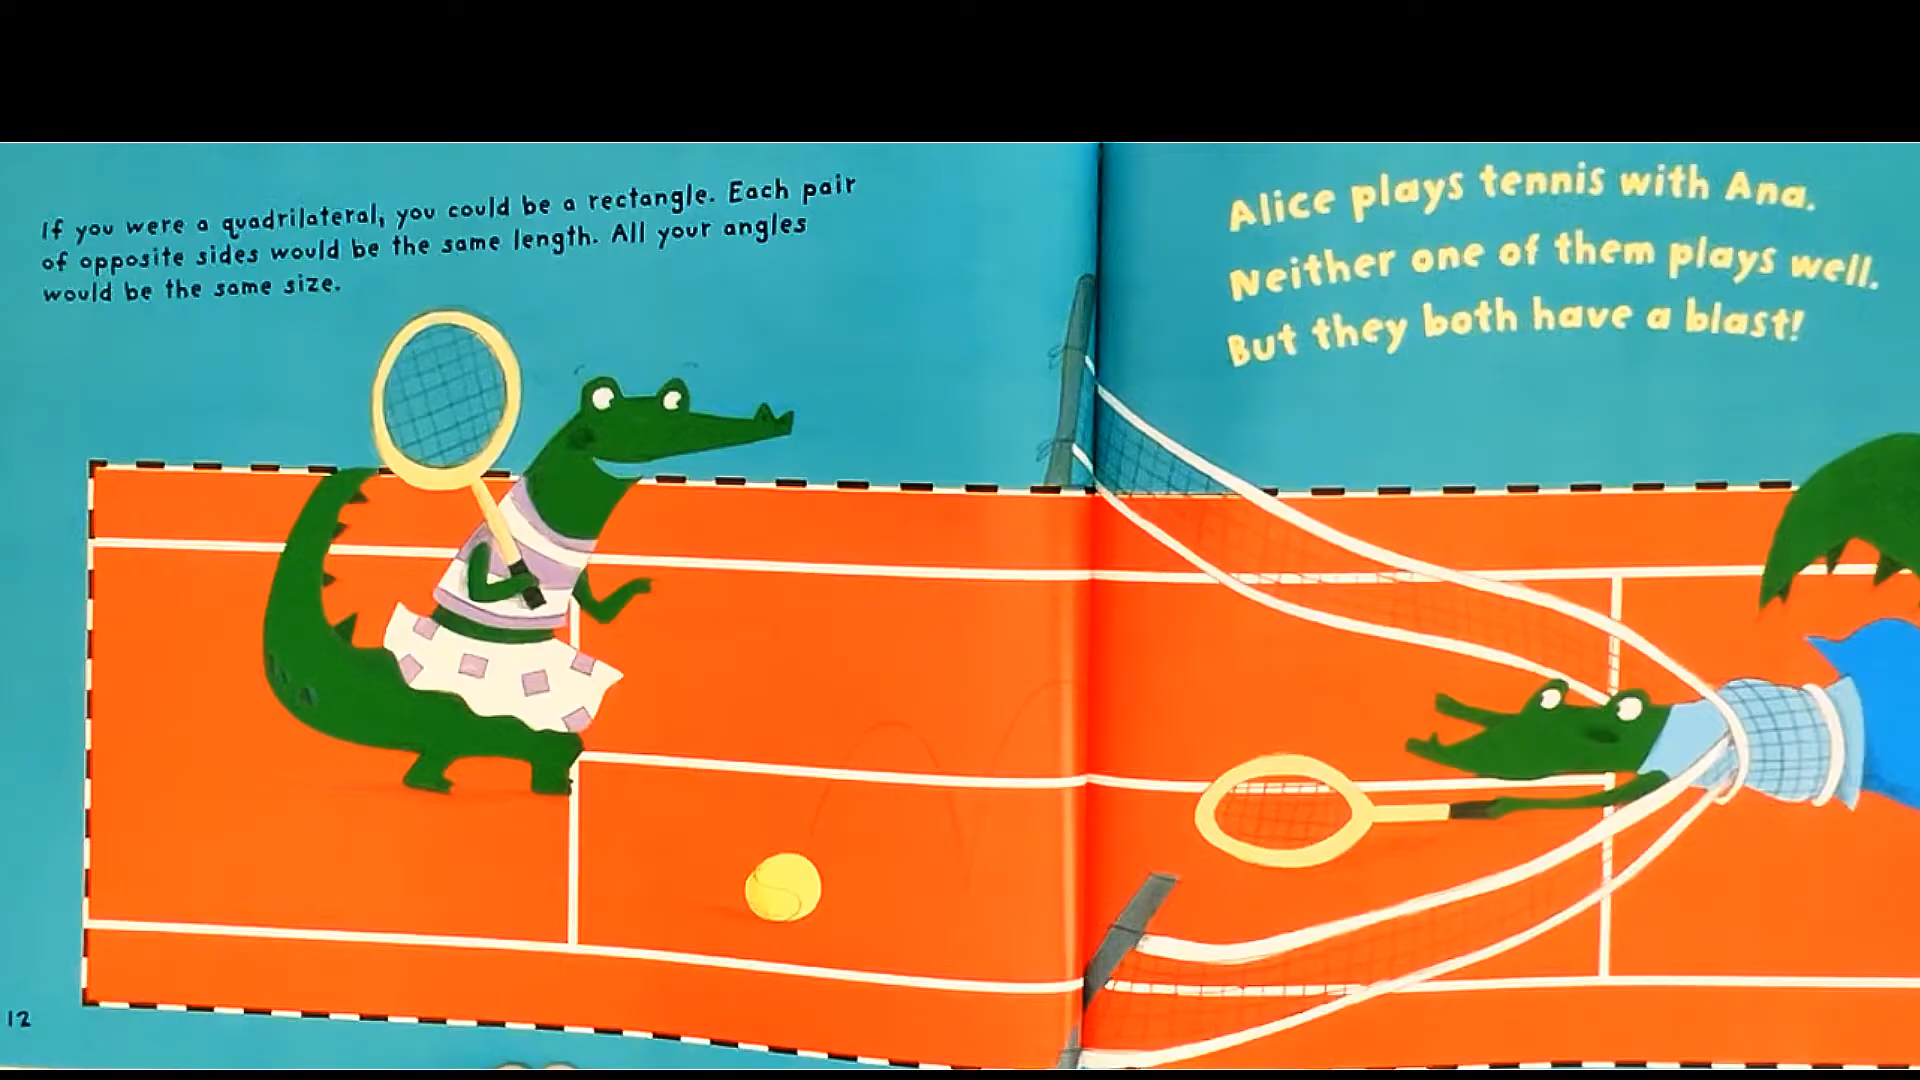 If you were a quadrilateral, you could be a rectangle. Each pair
of opposite sides would be the same length. All your angles
would be the same size.
Alice plays tennis with Ana.
Neither one of them plays well.
But they both have a blast!
12